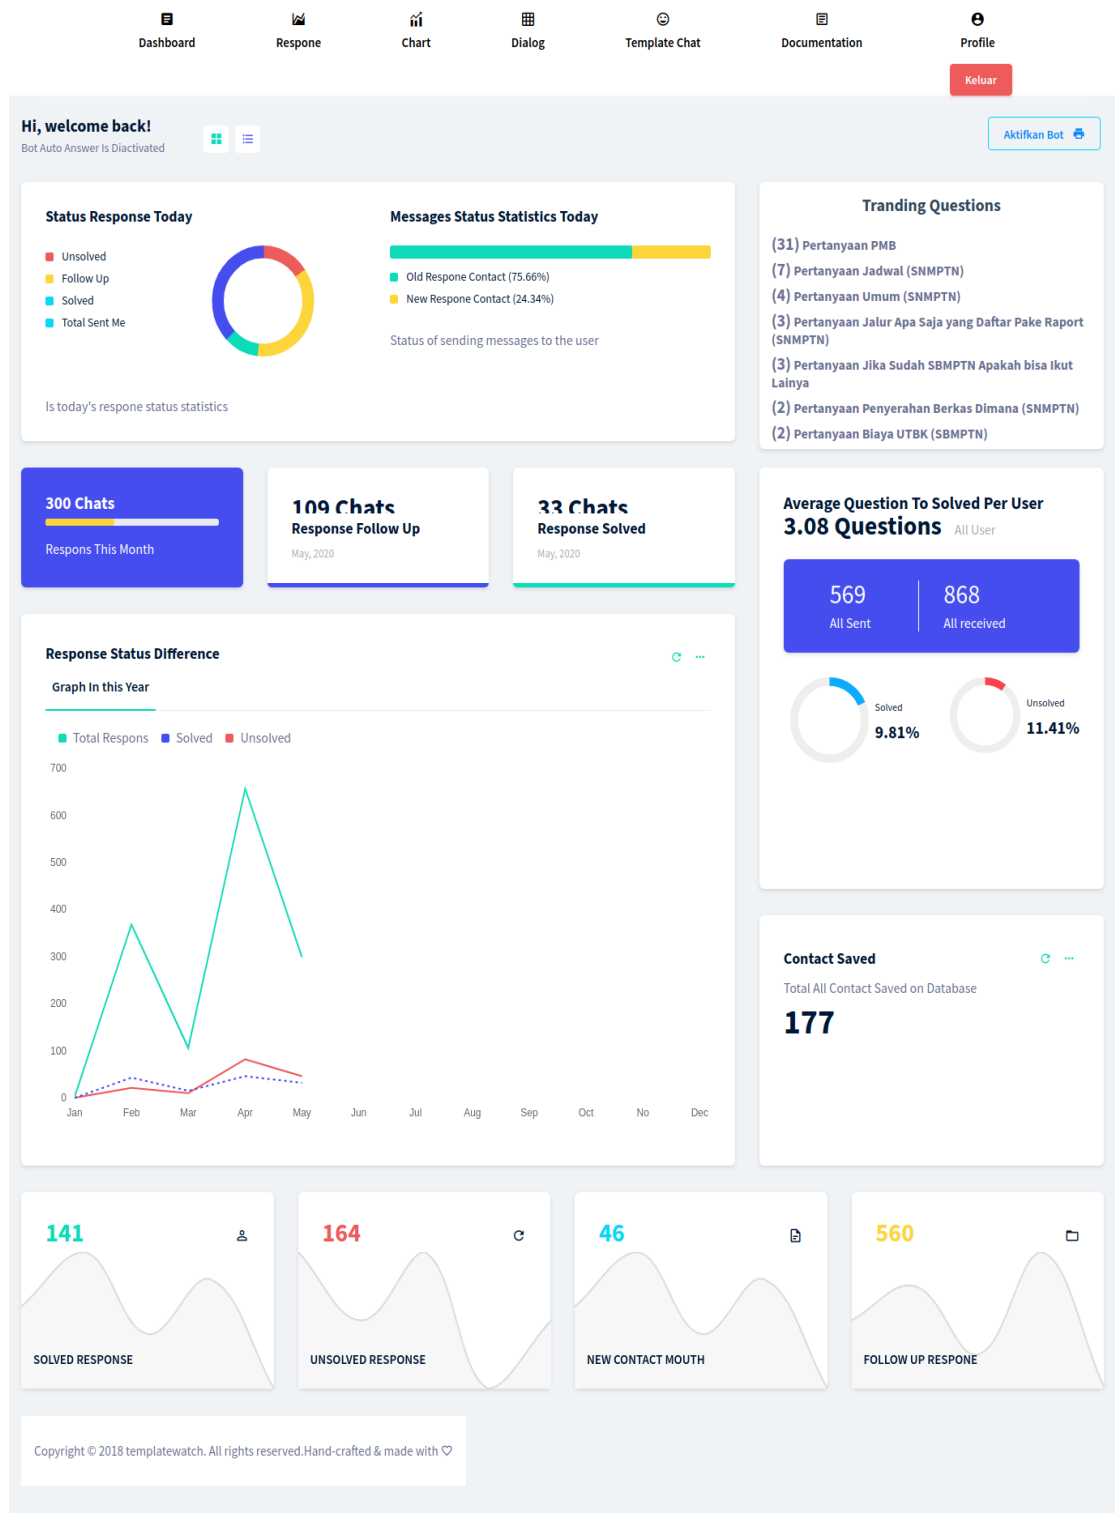 Dashboard
Respone
Chart
Dialog
Template Chat
Documentation
Profile
Keluar
Hi, welcome back!
Bot Auto Answer Is Diactivated
Aktifkan Bot
Status Response Today
Unsolved
Follow Up
Solved
Total Sent Me
Is today's respone status statistics
Messages Status Statistics Today
Old Respone Contact (75.66%)
New Respone Contact (24.34%)
Status of sending messages to the user
Tranding Questions
(31) Pertanyaan PMB
(7) Pertanyaan Jadwal (SNMPTN)
(4) Pertanyaan Umum (SNMPTN)
(3) Pertanyaan Jalur Apa Saja yang Daftar Pake Raport
(SNMPTN)
(3) Pertanyaan Jika Sudah SBMPTN Apakah bisa Ikut
Lainya
(2) Pertanyaan Penyerahan Berkas Dimana (SNMPTN)
(2) Pertanyaan Biaya UTBK (SBMPTN)
300 Chats
Respons This Month
109 Chats
Response Follow Up
May, 2020
33 Chats
Response Solved
May, 2020
Average Question To Solved Per User
3.08 Questions All User
569
All Sent
868
All received
Solved
9.81%
Unsolved
11.41%
Response Status Difference
Graph In this Year
Total Respons Solved Unsolved
700
600
500
400
300
200
100
0
Jan Feb Mar Apr May Jun Jul Aug Sep Oct No Dec
Contact Saved
Total All Contact Saved on Database
177
141
SOLVED RESPONSE
164
UNSOLVED RESPONSE
46
NEW CONTACT MOUTH
560
FOLLOW UP RESPONE
Copyright © 2018 templatewatch. All rights reserved.Hand-crafted & made with ♡